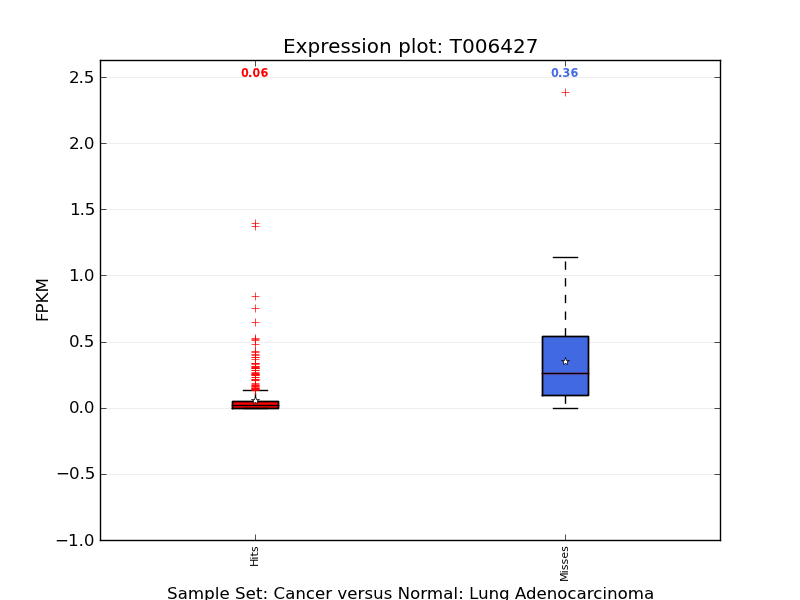 Expression plot: T006427
0.06
0.36
2.5
2.0
1.5
1.0
0.5
0.0
−0.5
−1.0
FPKM
Hits
Misses
Sample Set: Cancer versus Normal: Lung Adenocarcinoma